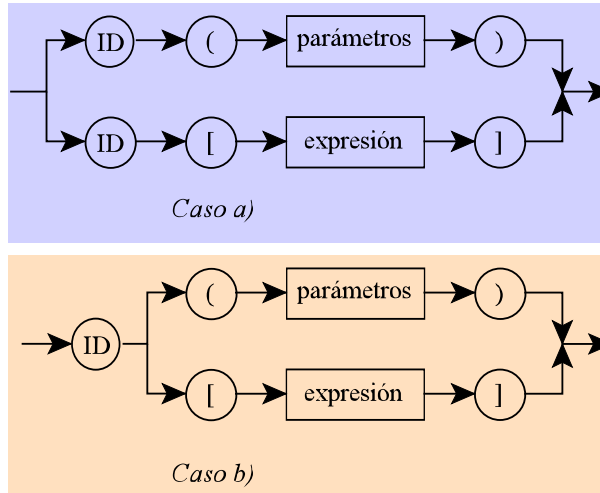 ID ( parámetros )
ID [ expresión ]
Caso a)
( parámetros )
ID
[ expresión ]
Caso b)